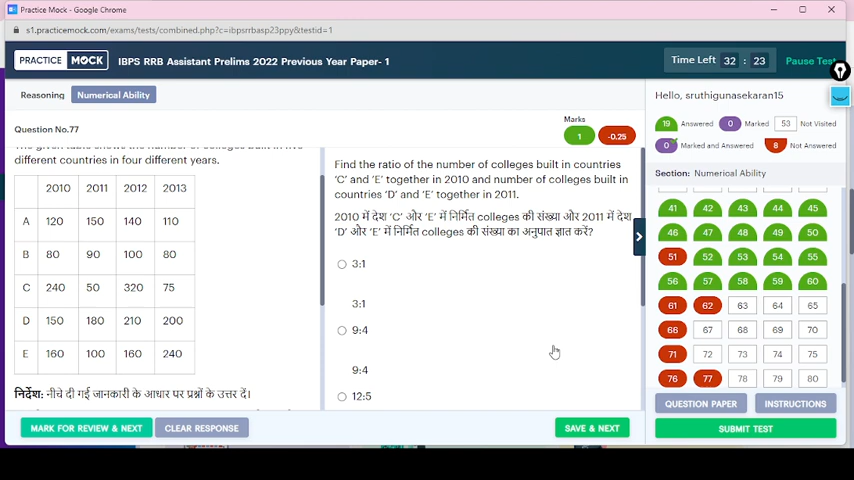 Practice Mock - Google Chrome
s1.practicemock.com/exams/tests/combined.php?c=ibpsrrbasp23ppy&testid=1
PRACTICE MOCK IBPS RRB Assistant Prelims 2022 Previous Year Paper- 1
Time Left 32 : 23 Pause Test
Reasoning Numerical Ability
Hello, sruthigunasekaran15
Question No.77
Marks
1 -0.25
19 Answered 0 Marked 53 Not Visited
0 Marked and Answered 8 Not Answered
Section: Numerical Ability
different countries in four different years.
2010 2011 2012 2013
A 120 150 140 110
B 80 90 100 80
C 240 50 320 75
D 150 180 210 200
E 160 100 160 240
निर्देश: नीचे दी गई जानकारी के आधार पर प्रश्नों के उत्तर दें।
Find the ratio of the number of colleges built in countries
‘C’ and ‘E’ together in 2010 and number of colleges built in
countries ‘D’ and ‘E’ together in 2011.
2010 में देश ‘C’ और ‘E’ में निर्मित colleges की संख्या और 2011 में देश
‘D’ और ‘E’ में निर्मित colleges की संख्या का अनुपात ज्ञात करें?
3:1
3:1
9:4
9:4
12:5
41 42 43 44 45
46 47 48 49 50
51 52 53 54 55
56 57 58 59 60
61 62 63 64 65
66 67 68 69 70
71 72 73 74 75
76 77 78 79 80
QUESTION PAPER INSTRUCTIONS
MARK FOR REVIEW & NEXT CLEAR RESPONSE SAVE & NEXT SUBMIT TEST